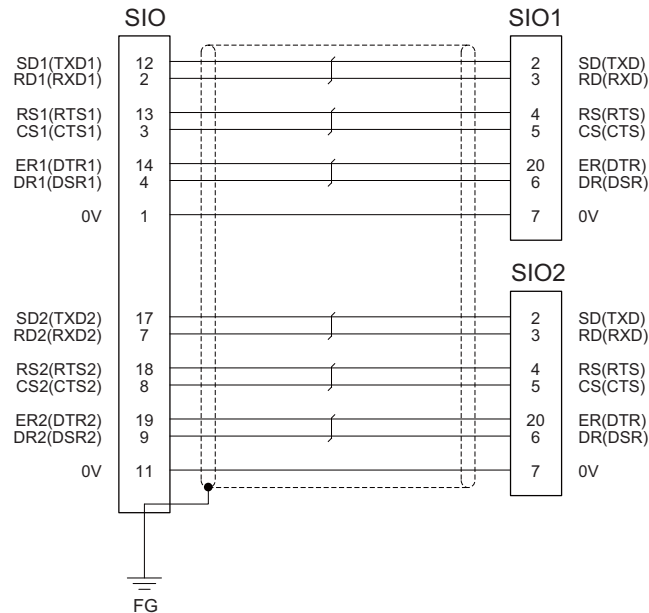 SIO SIO1
SD1(TXD1) 12 2 SD(TXD)
RD1(RXD1) 2 3 RD(RXD)
RS1(RTS1) 13 4 RS(RTS)
CS1(CTS1) 3 5 CS(CTS)
ER1(DTR1) 14 20 ER(DTR)
DR1(DSR1) 4 6 DR(DSR)
0V 1 7 0V
SIO2
SD2(TXD2) 17 2 SD(TXD)
RD2(RXD2) 7 3 RD(RXD)
RS2(RTS2) 18 4 RS(RTS)
CS2(CTS2) 8 5 CS(CTS)
ER2(DTR2) 19 20 ER(DTR)
DR2(DSR2) 9 6 DR(DSR)
0V 11 7 0V
FG